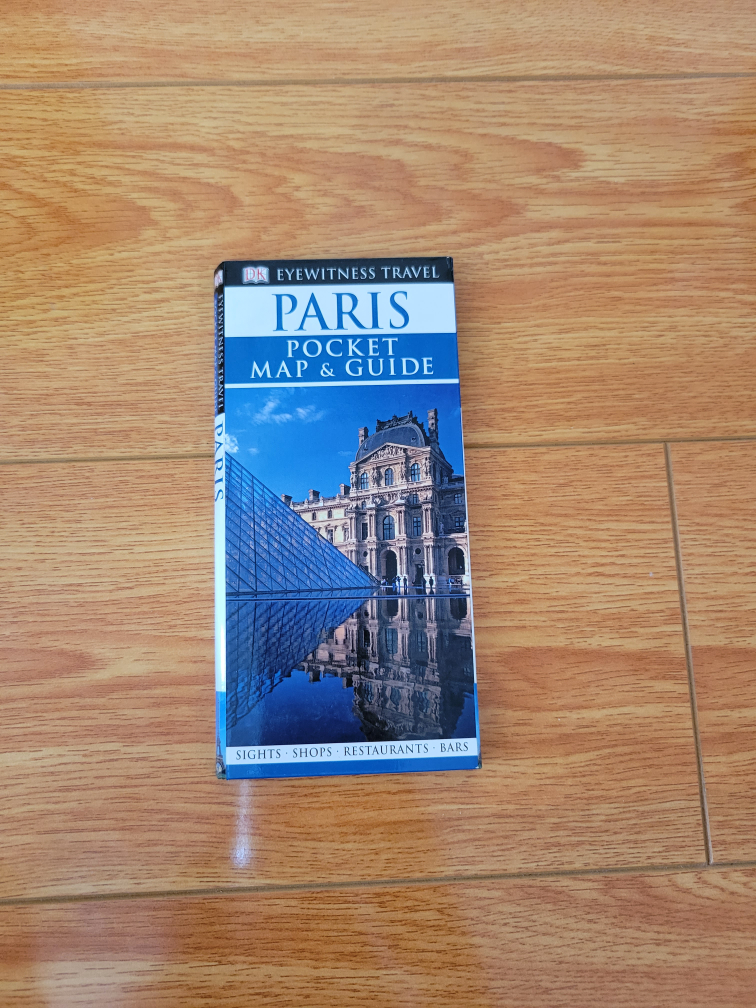 DK EYEWITNESS TRAVEL
PARIS
POCKET
MAP & GUIDE
SIGHTS · SHOPS · RESTAURANTS · BARS
EYEWITNESS TRAVEL
PARIS